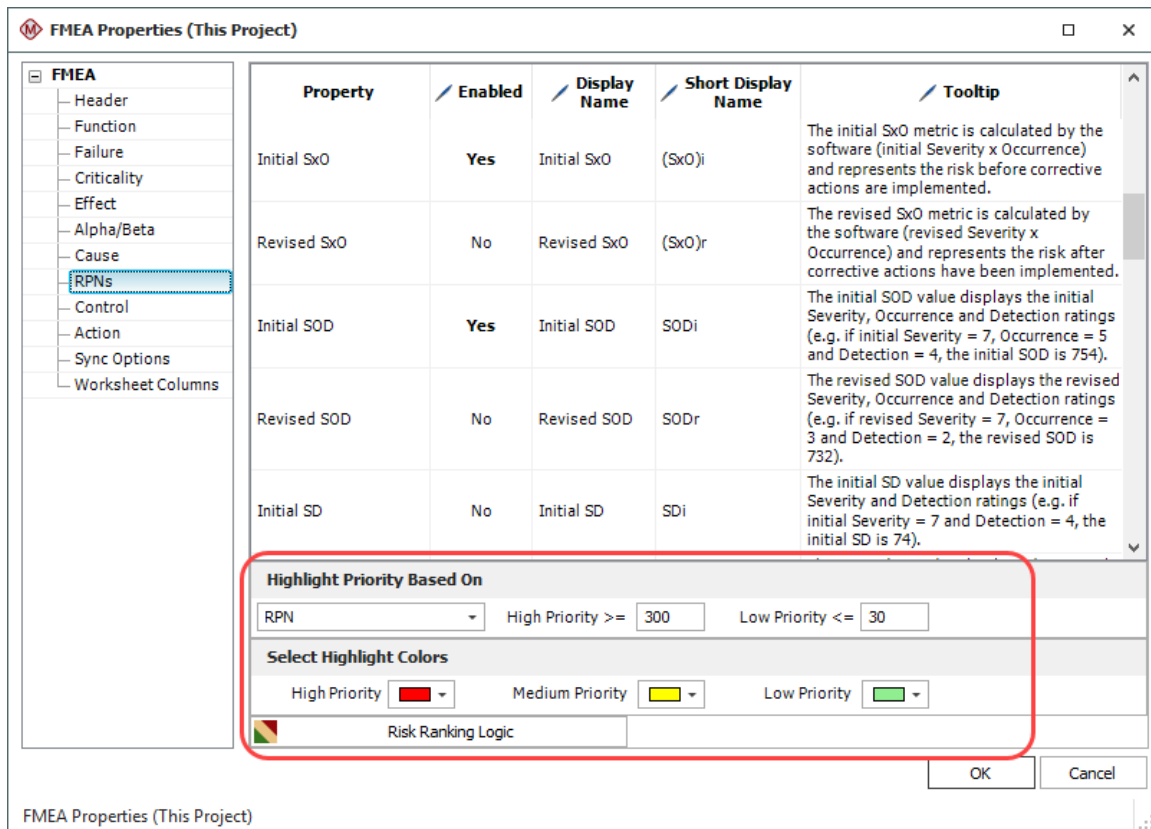 FMEA Properties (This Project)
FMEA
Header
Function
Failure
Criticality
Effect
Alpha/Beta
Cause
RPNs
Control
Action
Sync Options
Worksheet Columns
Property Enabled Display Name Short Display Name Tooltip
Initial SxO Yes Initial SxO (SxO)i
The initial SxO metric is calculated by the
software (initial Severity x Occurrence)
and represents the risk before corrective
actions are implemented.
Revised SxO No Revised SxO (SxO)r
The revised SxO metric is calculated by
the software (revised Severity x
Occurrence) and represents the risk after
corrective actions have been implemented.
Initial SOD Yes Initial SOD SODi
The initial SOD value displays the initial
Severity, Occurrence and Detection ratings
(e.g. if initial Severity = 7, Occurrence = 5
and Detection = 4, the initial SOD is 754).
Revised SOD No Revised SOD SODr
The revised SOD value displays the revised
Severity, Occurrence and Detection ratings
(e.g. if revised Severity = 7, Occurrence =
3 and Detection = 2, the revised SOD is
732).
Initial SD No Initial SD SDi
The initial SD value displays the initial
Severity and Detection ratings (e.g. if
initial Severity = 7 and Detection = 4, the
initial SD is 74).
Highlight Priority Based On
RPN High Priority >= 300 Low Priority <= 30
Select Highlight Colors
High Priority Medium Priority Low Priority
Risk Ranking Logic
OK Cancel
FMEA Properties (This Project)